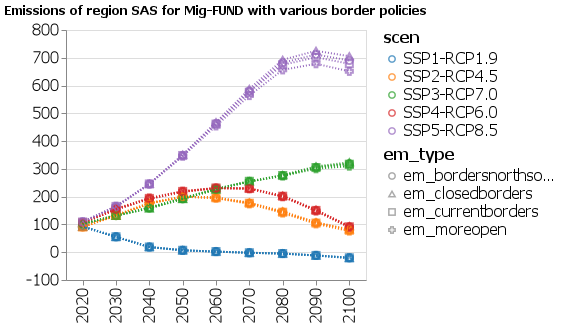 Emissions of region SAS for Mig-FUND with various border policies
800
700
600
500
400
300
200
100
0
-100
2020
2030
2040
2050
2060
2070
2080
2090
2100
scen
SSP1-RCP1.9
SSP2-RCP4.5
SSP3-RCP7.0
SSP4-RCP6.0
SSP5-RCP8.5
em_type
em_bordersnorthso...
em_closedborders
em_currentborders
em_moreopen